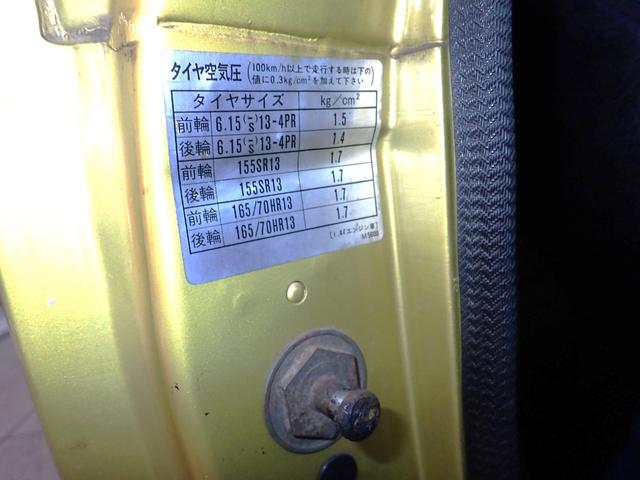 タイヤ空気圧 (100km/h以上で走行する時は下の
値に0.3kg/cm²を加えて下さい)
タイヤサイズ kg/cm²
前輪 6.15(-S)13-4PR 1.5
後輪 6.15(-S)13-4PR 1.4
前輪 155SR13 1.7
後輪 155SR13 1.7
前輪 165/70HR13 1.7
後輪 165/70HR13 1.7